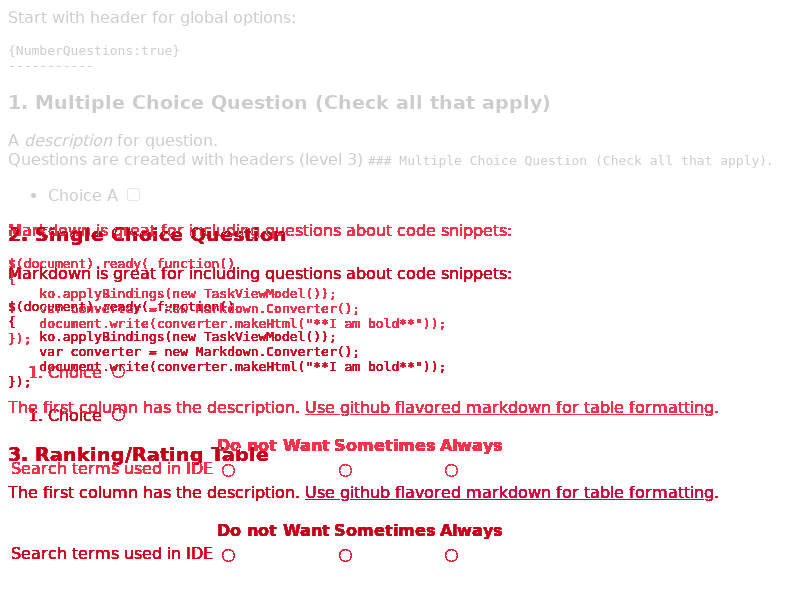 Start with header for global options:
{NumberQuestions:true}
-----------
1. Multiple Choice Question (Check all that apply)
A description for question.
Questions are created with headers (level 3) ### Multiple Choice Question (Check all that apply).
• Choice A
Markdown is great for including questions about code snippets:
2. Single Choice Question
$(document).ready( function()
Markdown is great for including questions about code snippets:
{
ko.applyBindings(new TaskViewModel());
$(document).ready( function()
var converter = new Markdown.Converter();
{
document.write(converter.makeHtml("**I am bold**"));
ko.applyBindings(new TaskViewModel());
});
var converter = new Markdown.Converter();
document.write(converter.makeHtml("**I am bold**"));
1. Choice
});
The first column has the description. Use github flavored markdown for table formatting.
1. Choice
Do not Want Sometimes Always
3. Ranking/Rating Table
Search terms used in IDE
The first column has the description. Use github flavored markdown for table formatting.
Do not Want Sometimes Always
Search terms used in IDE